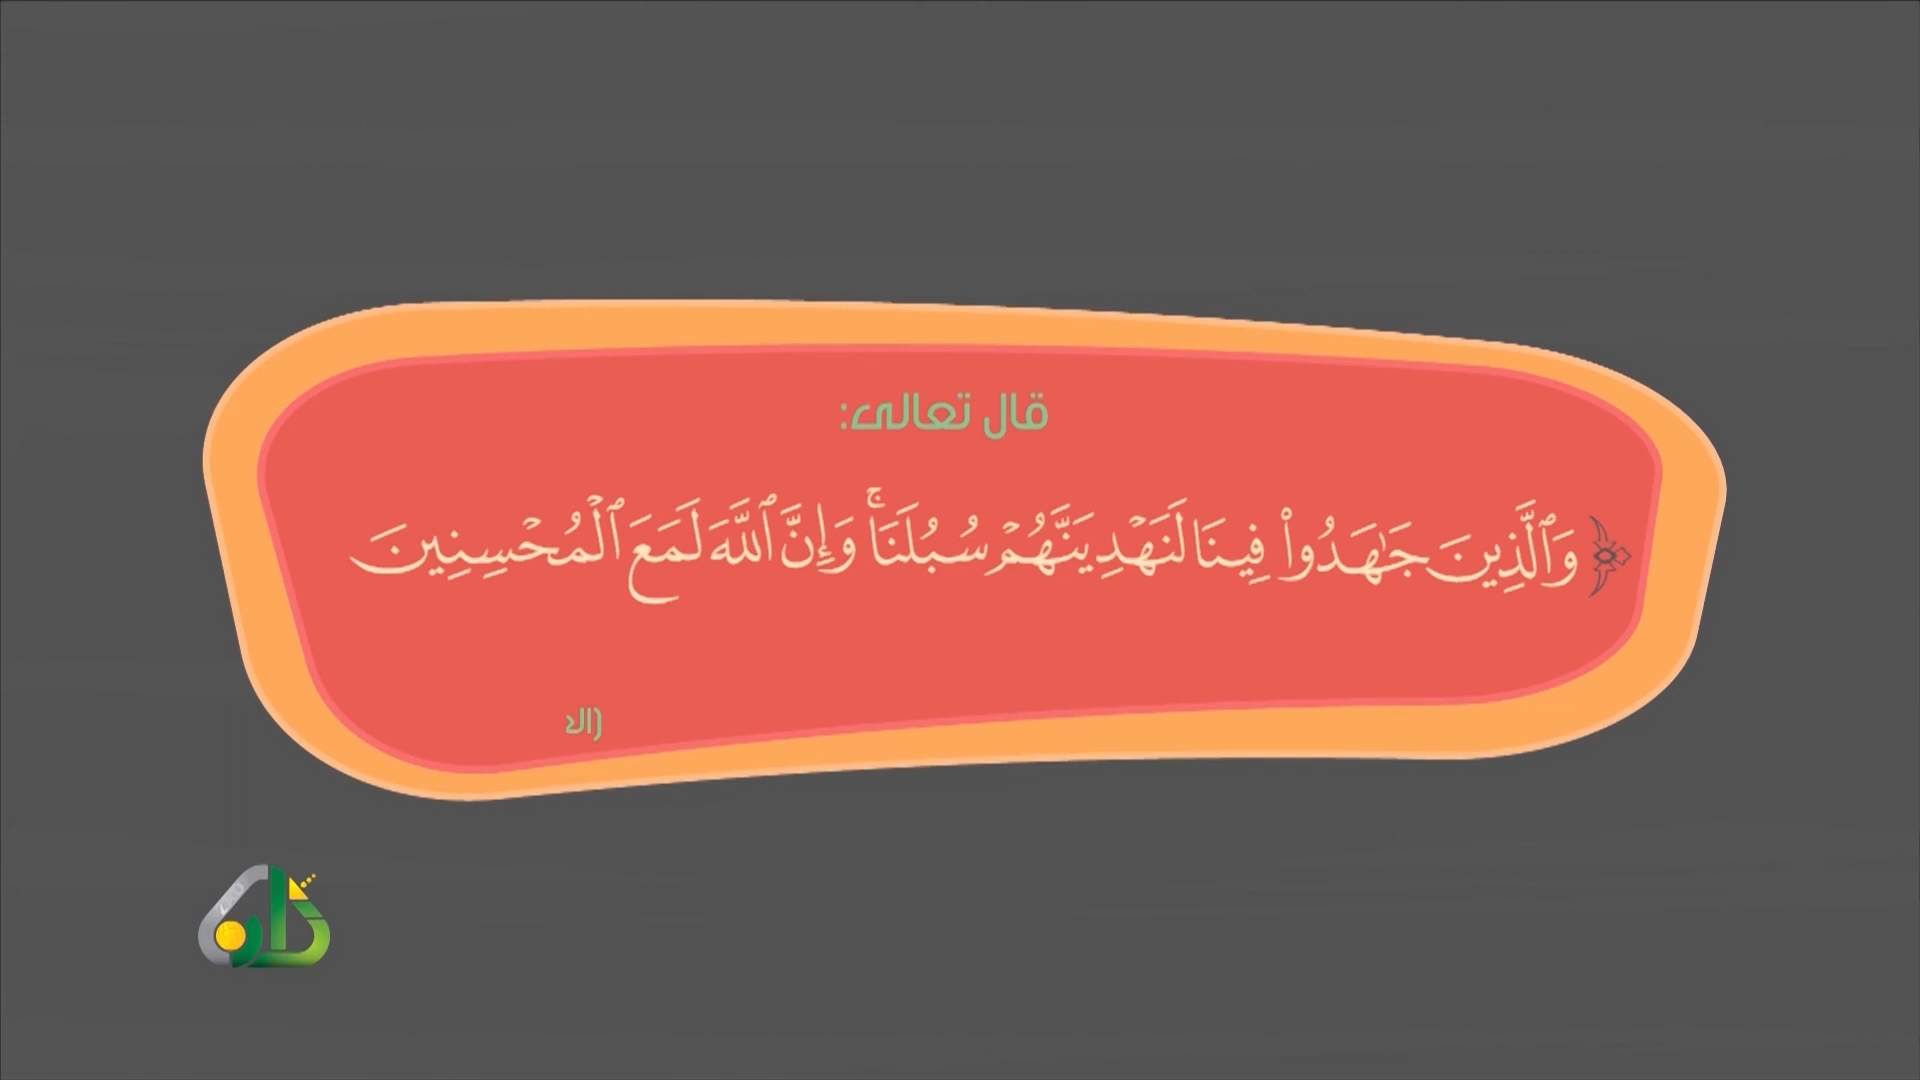 قال تعالى:
﴿وَٱلَّذِينَ جَٰهَدُوا۟ فِينَا لَنَهْدِيَنَّهُمْ سُبُلَنَا ۚ وَإِنَّ ٱللَّهَ لَمَعَ ٱلْمُحْسِنِينَ